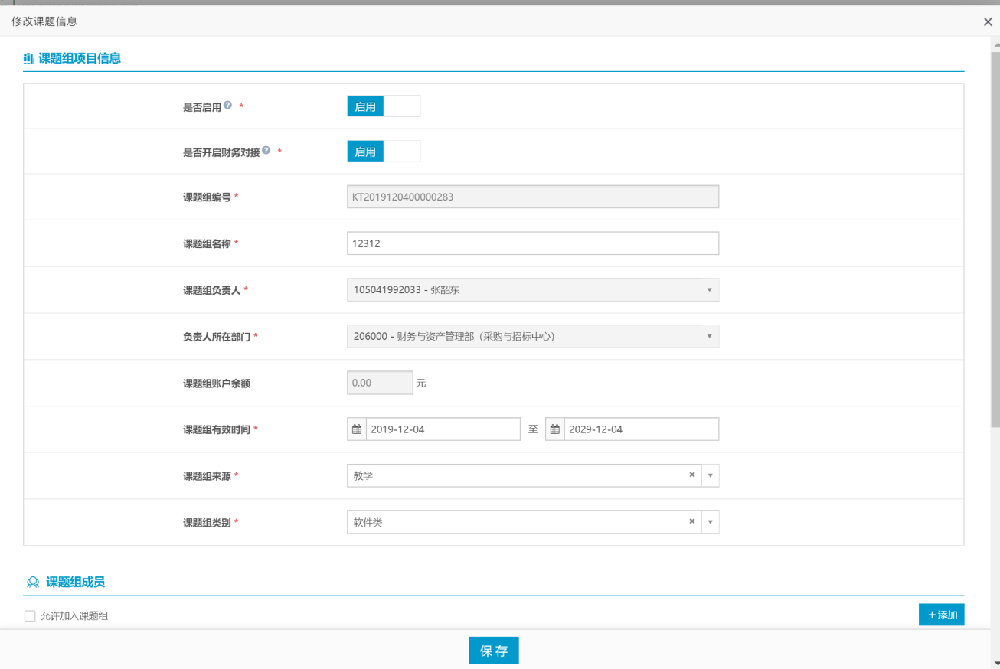 修改课题信息
课题组项目信息
是否启用 * 启用
是否开启财务对接 * 启用
课题组编号 * KT2019120400000283
课题组名称 * 12312
课题组负责人 * 105041992033 - 张韶东
负责人所在部门 * 206000 - 财务与资产管理部（采购与招标中心）
课题组账户余额 0.00 元
课题组有效时间 * 2019-12-04 至 2029-12-04
课题组来源 * 教学
课题组类别 * 软件类
课题组成员
允许加入课题组 +添加
保 存